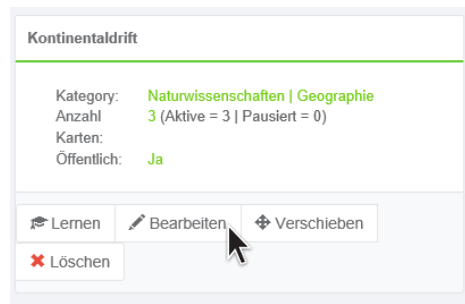 Kontinentaldrift
Kategory: Naturwissenschaften | Geographie
Anzahl 3 (Aktive = 3 | Pausiert = 0)
Karten:
Öffentlich: Ja
Lernen Bearbeiten Verschieben
Löschen